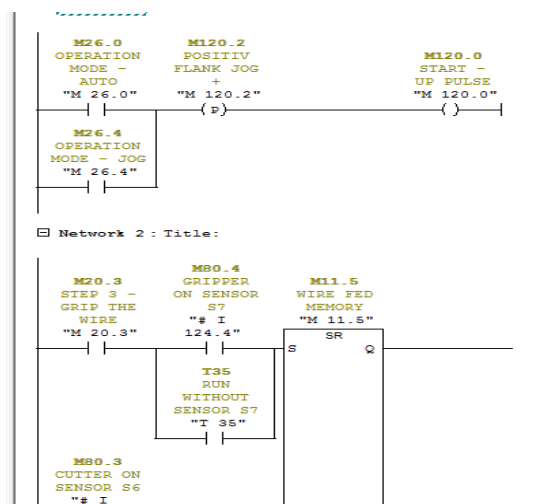 M26.0
OPERATION
MODE -
AUTO
"M 26.0"
M120.2
POSITIV
FLANK JOG
+
"M 120.2"
P
M120.0
START -
UP PULSE
"M 120.0"
M26.4
OPERATION
MODE - JOG
"M 26.4"
Network 2 : Title:
M20.3
STEP 3 -
GRIP THE
WIRE
"M 20.3"
M80.4
GRIPPER
ON SENSOR
S7
"# I
124.4"
M11.5
WIRE FED
MEMORY
"M 11.5"
SR
S Q
T35
RUN
WITHOUT
SENSOR S7
"T 35"
M80.3
CUTTER ON
SENSOR S6
"# I